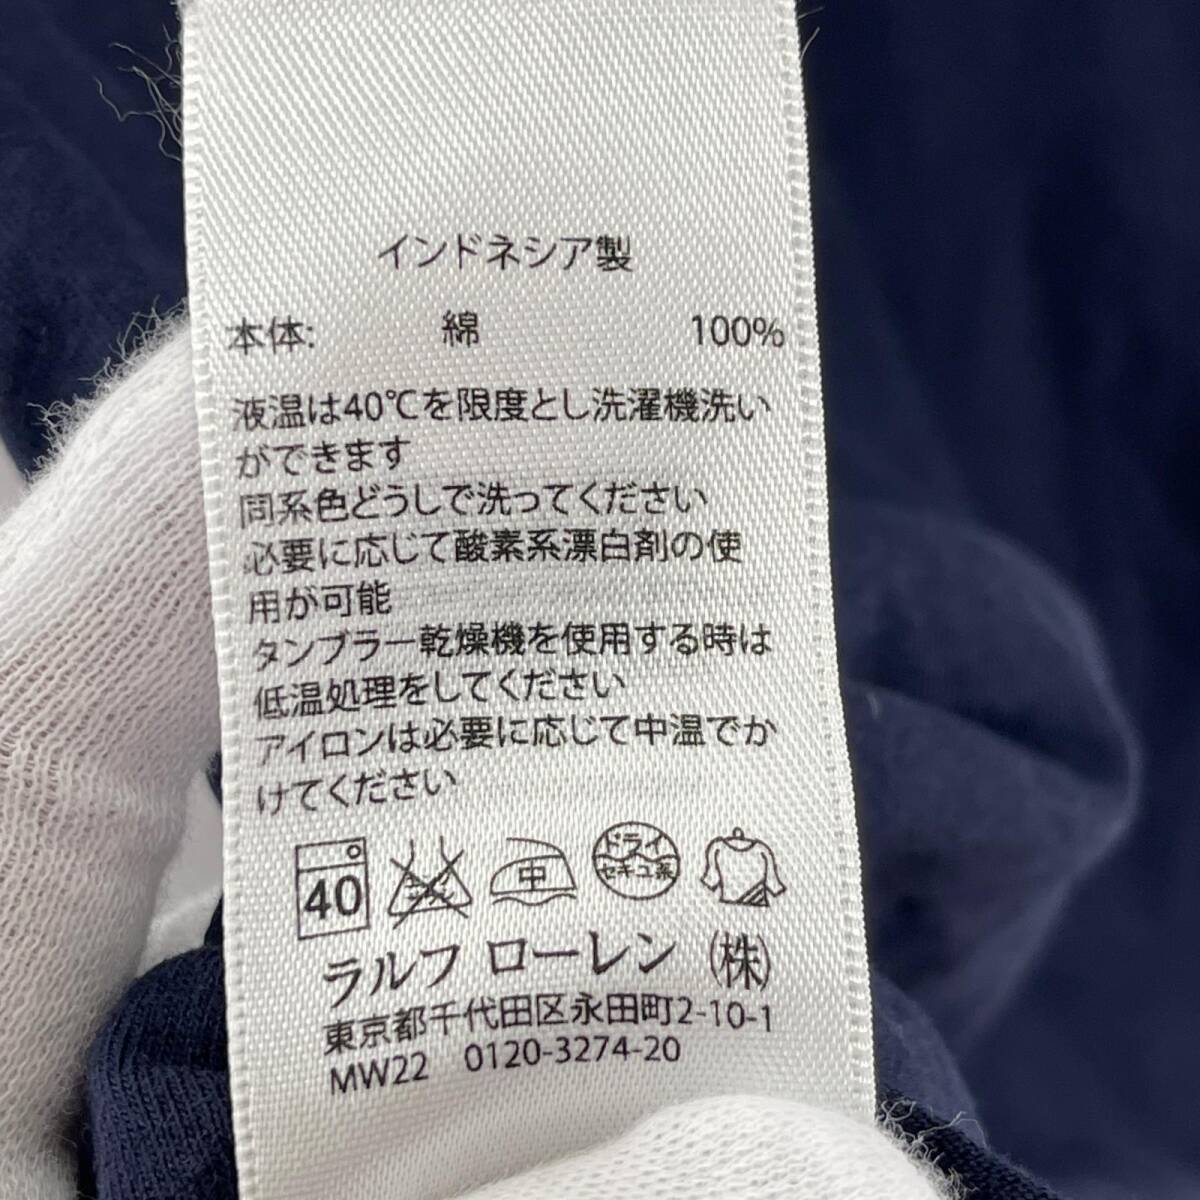 インドネシア製
本体: 綿 100%
液温は40℃を限度とし洗濯機洗い
ができます
同系色どうしで洗ってください
必要に応じて酸素系漂白剤の使
用が可能
タンブラー乾燥機を使用する時は
低温処理をしてください
アイロンは必要に応じて中温でか
けてください
40 中 ドライ
セキユ系
ラルフ ローレン (株)
東京都千代田区永田町2-10-1
MW22 0120-3274-20